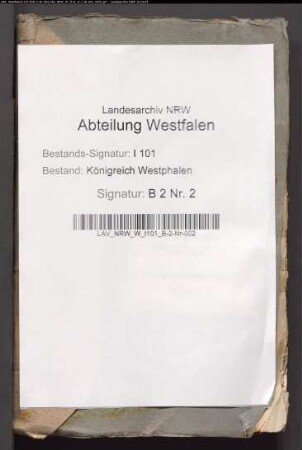 Landesarchiv NRW
Abteilung Westfalen
Bestands-Signatur: I 101
Bestand: Königreich Westphalen
Signatur: B 2 Nr. 2
LAV_NRW_W_I101_B-2-Nr-002